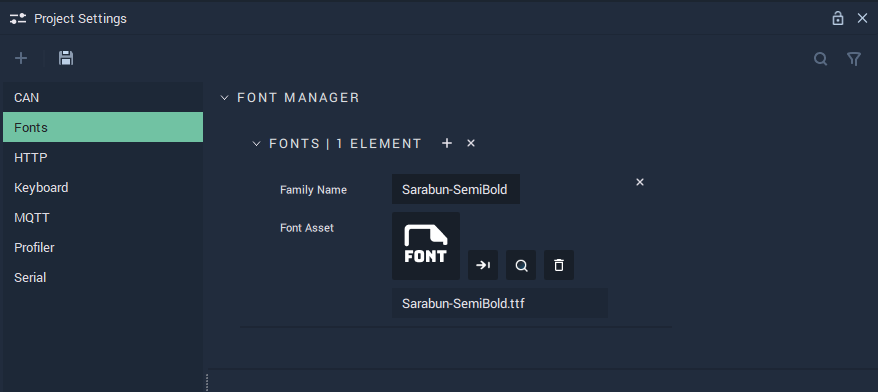 Project Settings
CAN
Fonts
HTTP
Keyboard
MQTT
Profiler
Serial
FONT MANAGER
FONTS | 1 ELEMENT
Family Name
Sarabun-SemiBold
Font Asset
FONT
Sarabun-SemiBold.ttf